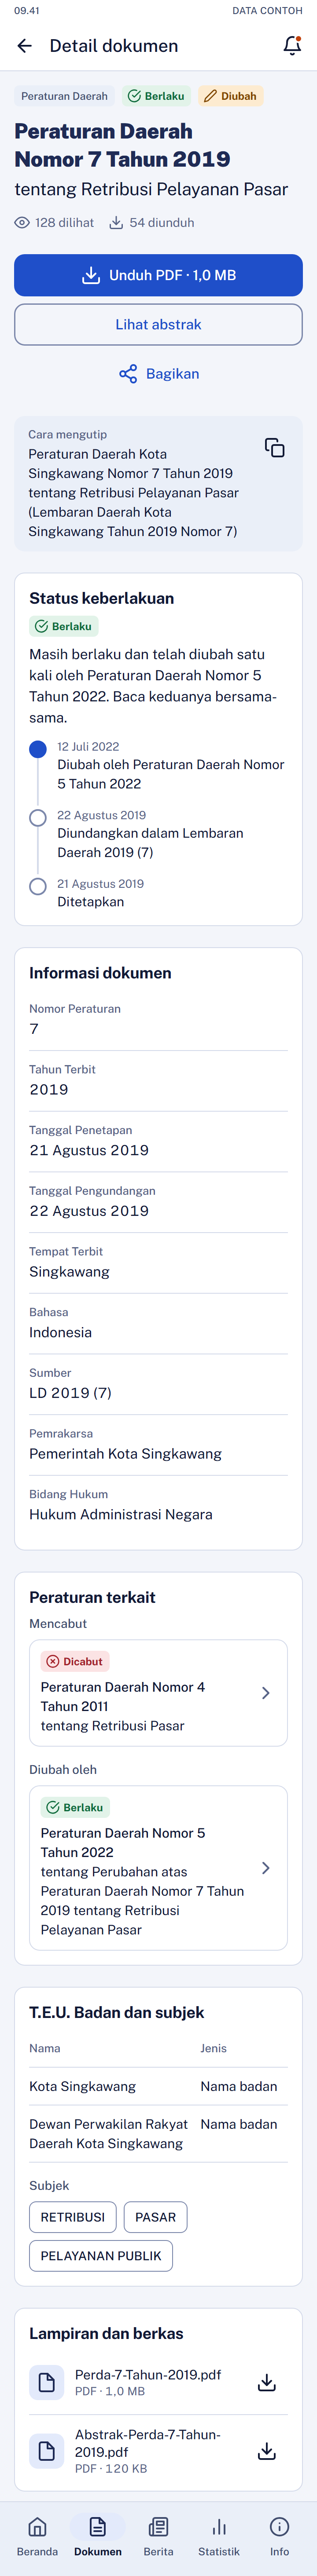 09.41
DATA CONTOH
Detail dokumen
Peraturan Daerah
Berlaku
Diubah
Peraturan Daerah
Nomor 7 Tahun 2019
tentang Retribusi Pelayanan Pasar
128 dilihat
54 diunduh
Unduh PDF · 1,0 MB
Lihat abstrak
Bagikan
Cara mengutip
Peraturan Daerah Kota
Singkawang Nomor 7 Tahun 2019
tentang Retribusi Pelayanan Pasar
(Lembaran Daerah Kota
Singkawang Tahun 2019 Nomor 7)
Status keberlakuan
Berlaku
Masih berlaku dan telah diubah satu
kali oleh Peraturan Daerah Nomor 5
Tahun 2022. Baca keduanya bersama-
sama.
12 Juli 2022
Diubah oleh Peraturan Daerah Nomor
5 Tahun 2022
22 Agustus 2019
Diundangkan dalam Lembaran
Daerah 2019 (7)
21 Agustus 2019
Ditetapkan
Informasi dokumen
Nomor Peraturan
7
Tahun Terbit
2019
Tanggal Penetapan
21 Agustus 2019
Tanggal Pengundangan
22 Agustus 2019
Tempat Terbit
Singkawang
Bahasa
Indonesia
Sumber
LD 2019 (7)
Pemrakarsa
Pemerintah Kota Singkawang
Bidang Hukum
Hukum Administrasi Negara
Peraturan terkait
Mencabut
Dicabut
Peraturan Daerah Nomor 4
Tahun 2011
tentang Retribusi Pasar
Diubah oleh
Berlaku
Peraturan Daerah Nomor 5
Tahun 2022
tentang Perubahan atas
Peraturan Daerah Nomor 7 Tahun
2019 tentang Retribusi
Pelayanan Pasar
T.E.U. Badan dan subjek
Nama
Jenis
Kota Singkawang
Nama badan
Dewan Perwakilan Rakyat
Daerah Kota Singkawang
Nama badan
Subjek
RETRIBUSI
PASAR
PELAYANAN PUBLIK
Lampiran dan berkas
Perda-7-Tahun-2019.pdf
PDF · 1,0 MB
Abstrak-Perda-7-Tahun-
2019.pdf
PDF · 120 KB
Beranda
Dokumen
Berita
Statistik
Info